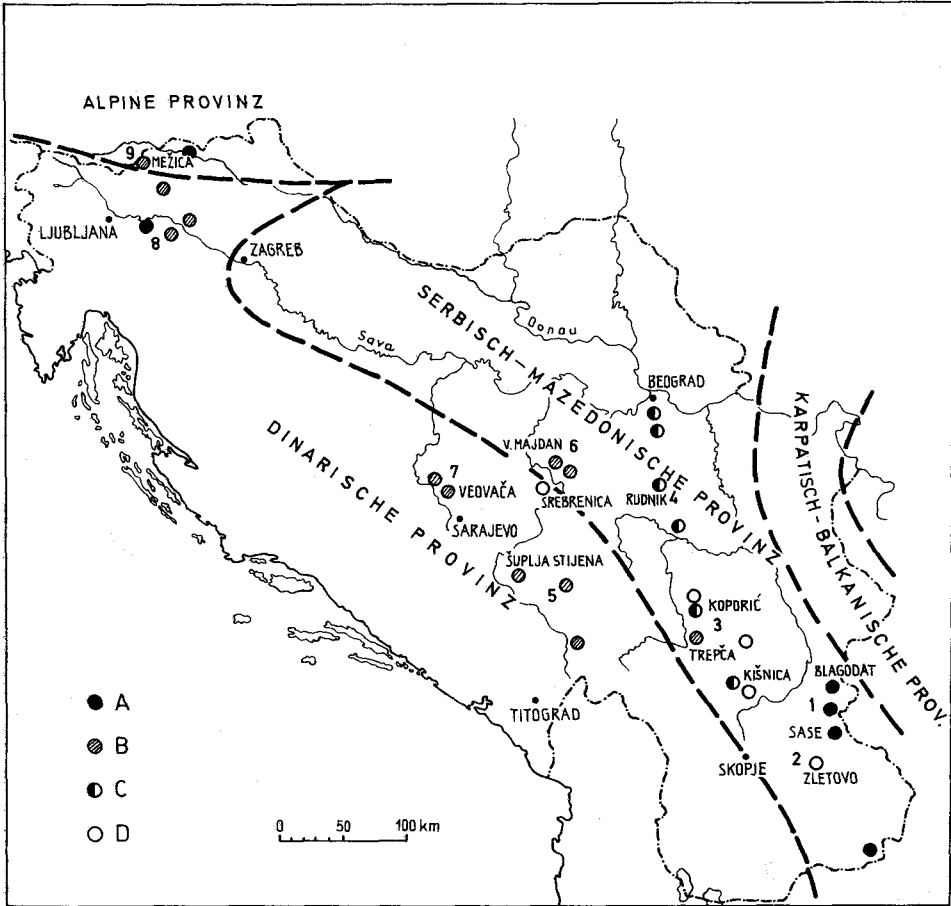 ALPINE PROVINZ
9 MEŽICA
LJUBLJANA
8
ZAGREB
SERBISCH-MAZEDONISCHE PROVINZ
Donau
Sava
BEOGRAD
KARPATISCH-BALKANISCHE PROV.
DINARISCHE PROVINZ
V. MAJDAN 6
7
VEOVAČA
SREBRENICA
RUDNIK 4
SARAJEVO
ŠUPLJA STIJENA
5
KOPORIĆ
3
TREPČA
KIŠNICA
BLAGODAT
1
SASE
TITOGRAD
SKOPJE
2
ZLETOVO
A
B
C
D
0 50 100 km